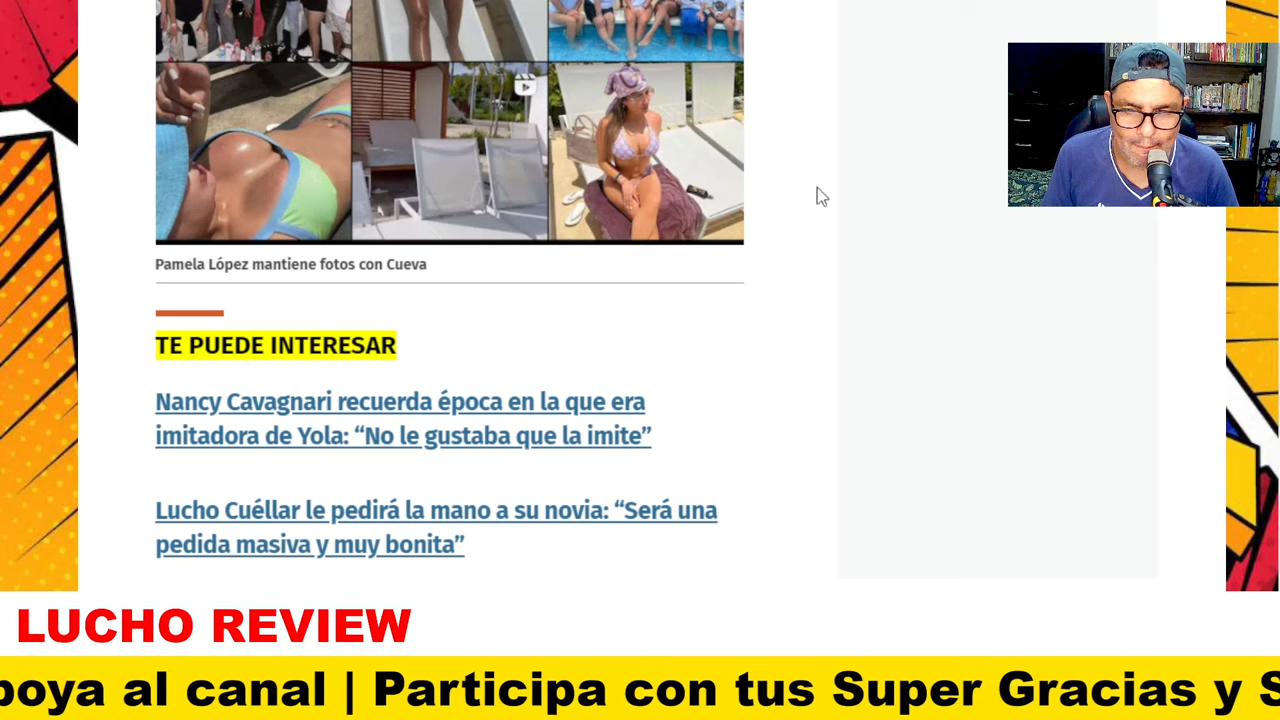 Pamela López mantiene fotos con Cueva
TE PUEDE INTERESAR
Nancy Cavagnari recuerda época en la que era
imitadora de Yola: “No le gustaba que la imite”
Lucho Cuéllar le pedirá la mano a su novia: “Será una
pedida masiva y muy bonita”
LUCHO REVIEW
poya al canal | Participa con tus Super Gracias y S